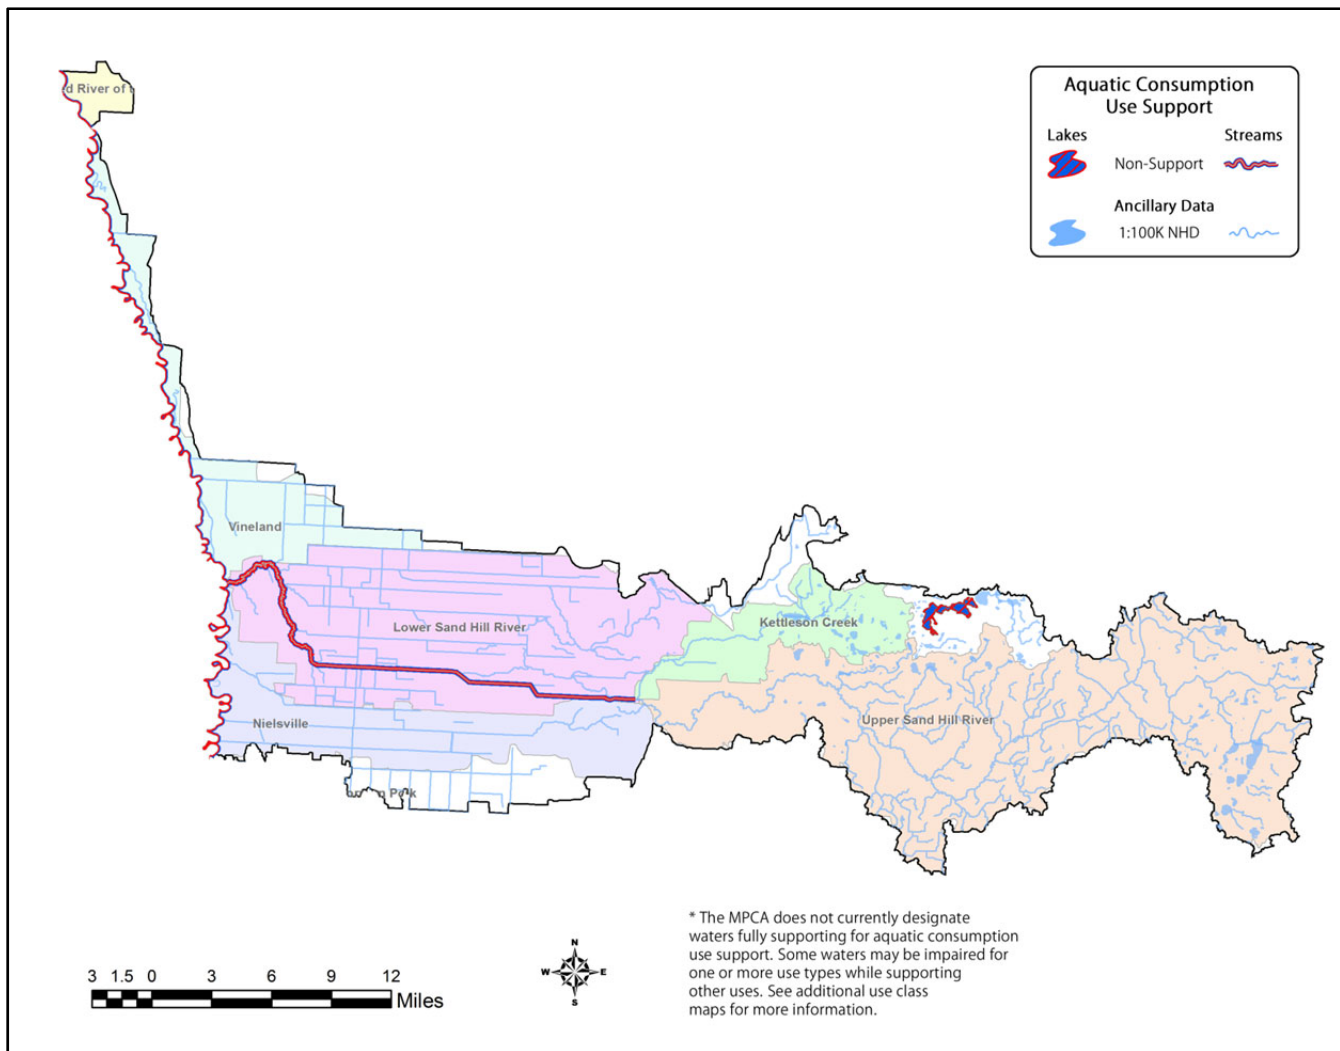 d River of
Aquatic Consumption
Use Support
Lakes
Streams
Non-Support
Ancillary Data
1:100K NHD
Vineland
Lower Sand Hill River
Kettleson Creek
Nielsville
Upper Sand Hill River
3 1.5 0 3 6 9 12
Miles
N
W E
S
* The MPCA does not currently designate
waters fully supporting for aquatic consumption
use support. Some waters may be impaired for
one or more use types while supporting
other uses. See additional use class
maps for more information.